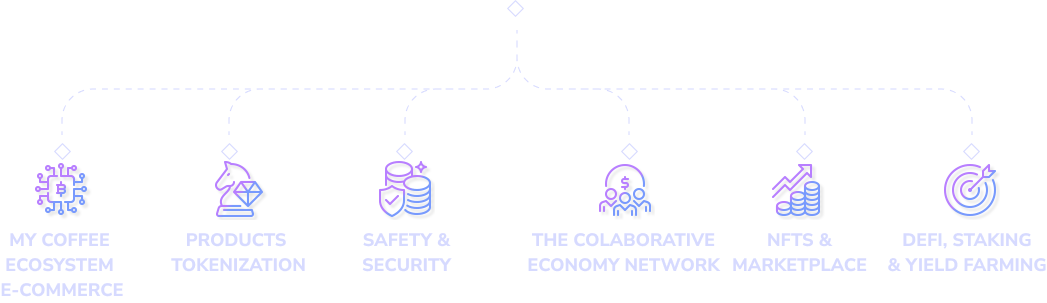 MY COFFEE
ECOSYSTEM
E-COMMERCE
PRODUCTS
TOKENIZATION
SAFETY &
SECURITY
THE COLABORATIVE
ECONOMY NETWORK
NFTS &
MARKETPLACE
DEFI, STAKING
& YIELD FARMING